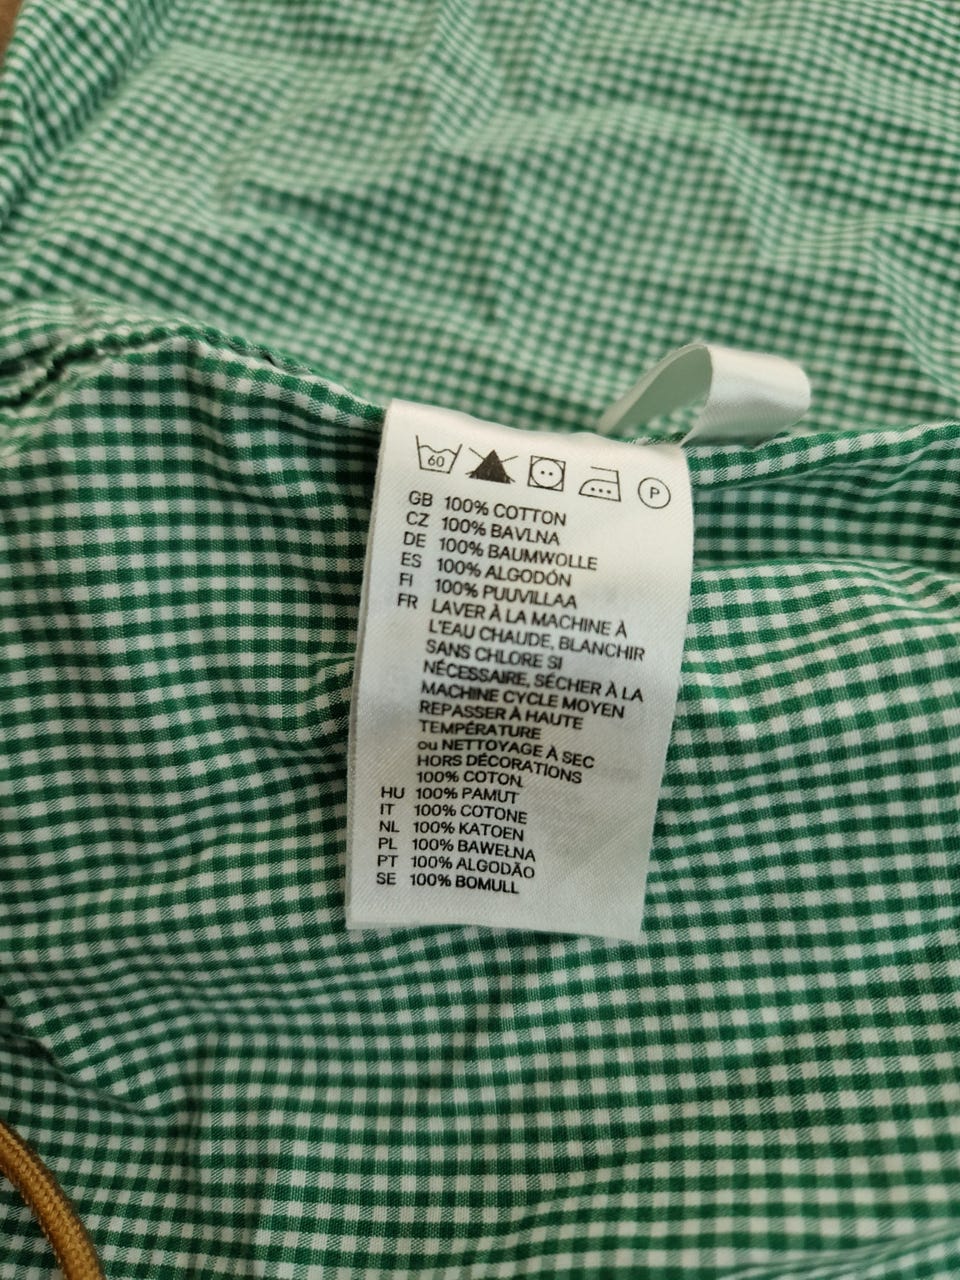 60 P
GB 100% COTTON
CZ 100% BAVLNA
DE 100% BAUMWOLLE
ES 100% ALGODÓN
FI 100% PUUVILLAA
FR LAVER À LA MACHINE À
L'EAU CHAUDE, BLANCHIR
SANS CHLORE SI
NÉCESSAIRE, SÉCHER À LA
MACHINE CYCLE MOYEN
REPASSER À HAUTE
TEMPÉRATURE
ou NETTOYAGE À SEC
HORS DÉCORATIONS
100% COTON.
HU 100% PAMUT
IT 100% COTONE
NL 100% KATOEN
PL 100% BAWEŁNA
PT 100% ALGODÃO
SE 100% BOMULL